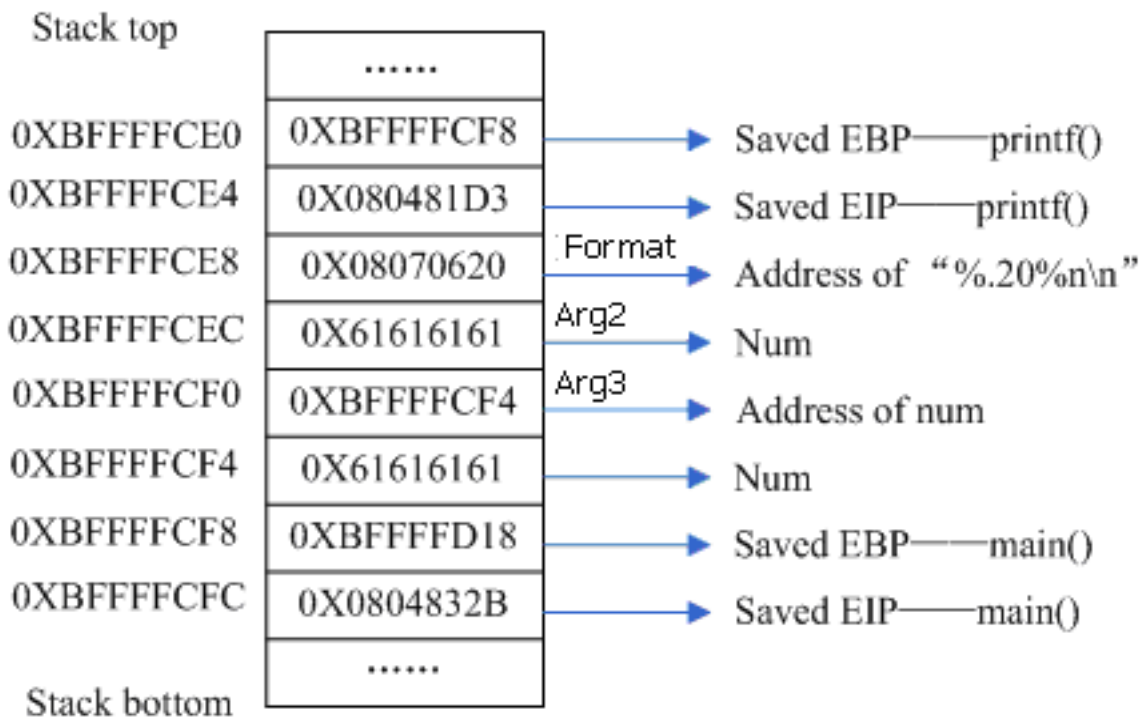 Stack top
……
0XBFFFFCE0 0XBFFFFCF8 Saved EBP——printf()
0XBFFFFCE4 0X080481D3 Saved EIP——printf()
0XBFFFFCE8 0X08070620 Format Address of “%.20%n\n”
0XBFFFFCEC 0X61616161 Arg2 Num
0XBFFFFCF0 0XBFFFFCF4 Arg3 Address of num
0XBFFFFCF4 0X61616161 Num
0XBFFFFCF8 0XBFFFFD18 Saved EBP——main()
0XBFFFFCFC 0X0804832B Saved EIP——main()
……
Stack bottom